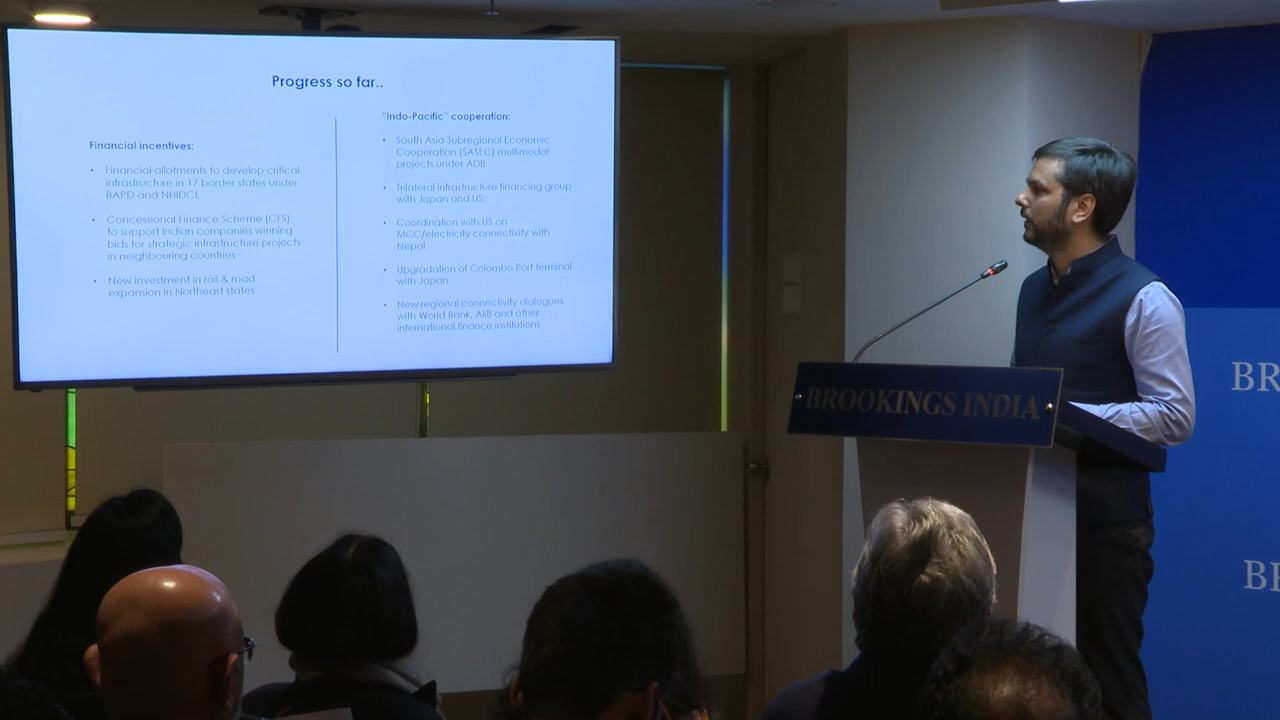 Progress so far..
Financial incentives:
• Financial allotments to develop critical
infrastructure in 17 border states under
BAPD and NHIDCL
• Concessional Finance Scheme (CFS)
to support Indian companies winning
bids for strategic infrastructure projects
in neighbouring countries
• New investment in rail & road
expansion in Northeast states
"Indo-Pacific" cooperation:
• South Asia Subregional Economic
Cooperation (SASEC) multimodal
projects under ADB
• Trilateral infrastructure financing group
with Japan and US;
• Coordination with US on
MCC/electricity connectivity with
Nepal
• Upgradation of Colombo Port terminal
with Japan
• New regional connectivity dialogues
with World Bank, AIIB and other
international finance institutions
BROOKINGS INDIA
BR